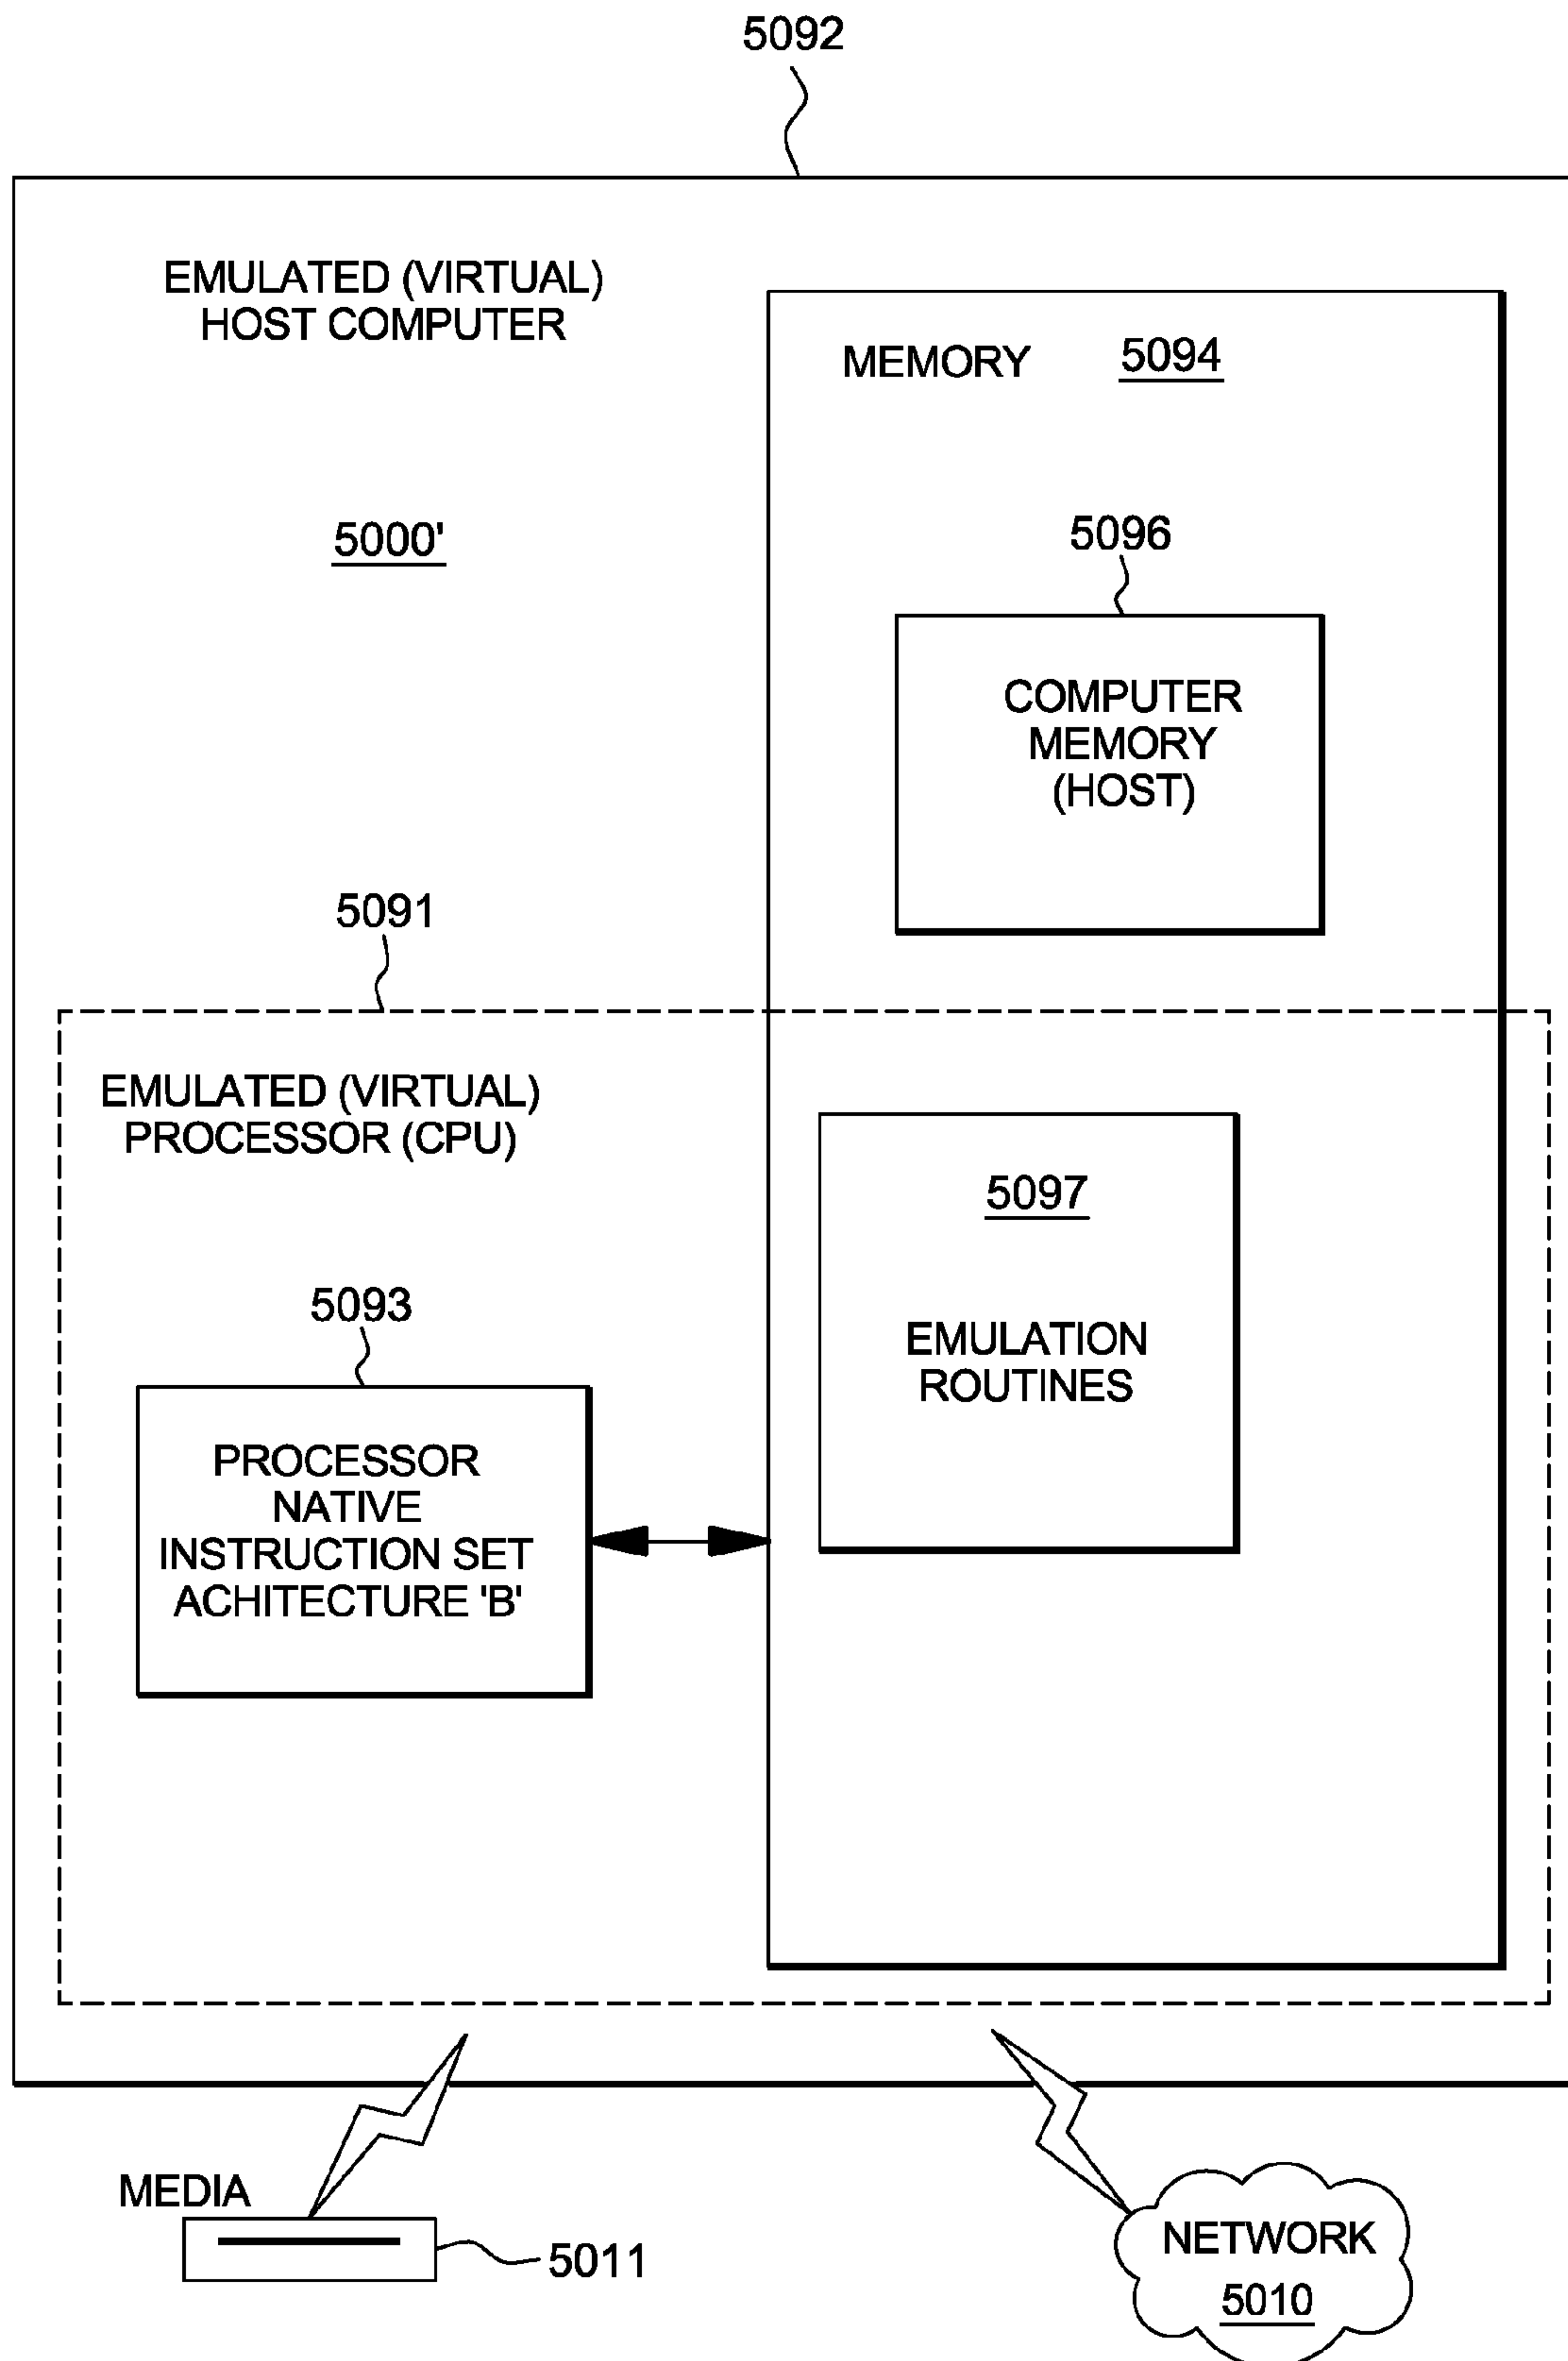 5092
EMULATED (VIRTUAL)
HOST COMPUTER
5000'
MEMORY 5094
5096
COMPUTER
MEMORY
(HOST)
5091
EMULATED (VIRTUAL)
PROCESSOR (CPU)
5097
EMULATION
ROUTINES
5093
PROCESSOR
NATIVE
INSTRUCTION SET
ACHITECTURE 'B'
MEDIA
5011
NETWORK
5010